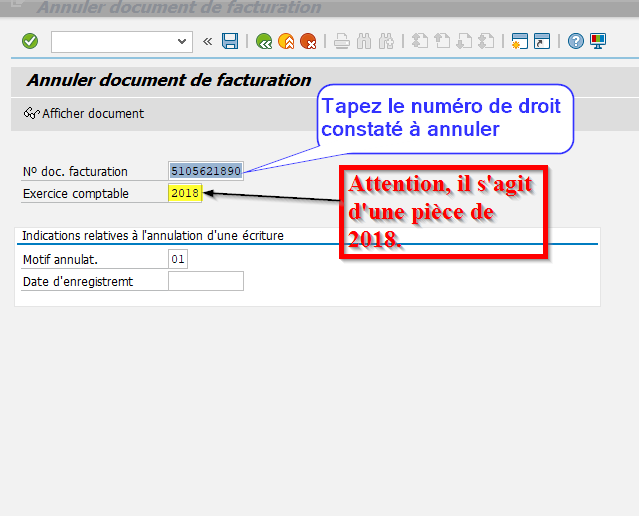 Annuler document de facturation
Annuler document de facturation
Afficher document
Tapez le numéro de droit
constaté à annuler
Nº doc. facturation 5105621890
Exercice comptable 2018
Attention, il s'agit
d'une pièce de
2018.
Indications relatives à l'annulation d'une écriture
Motif annulat. 01
Date d'enregistremt